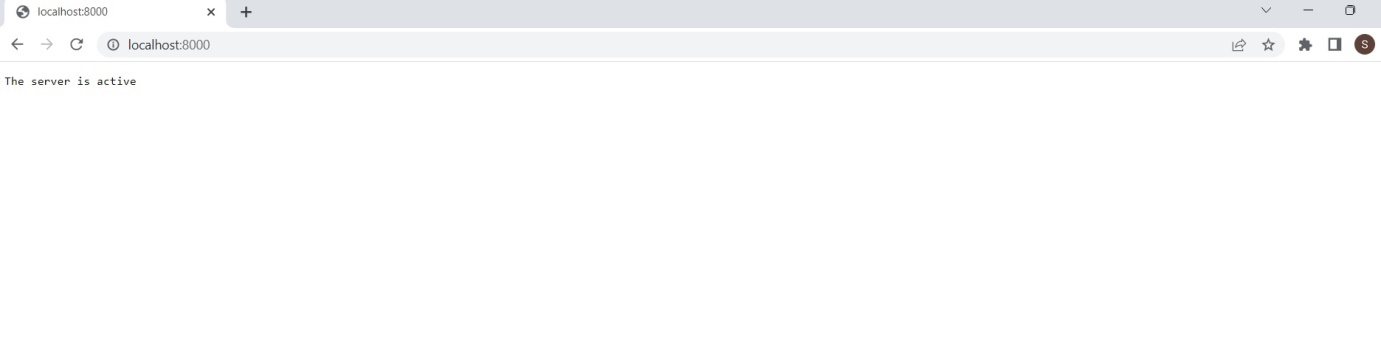 localhost:8000
localhost:8000
S
The server is active